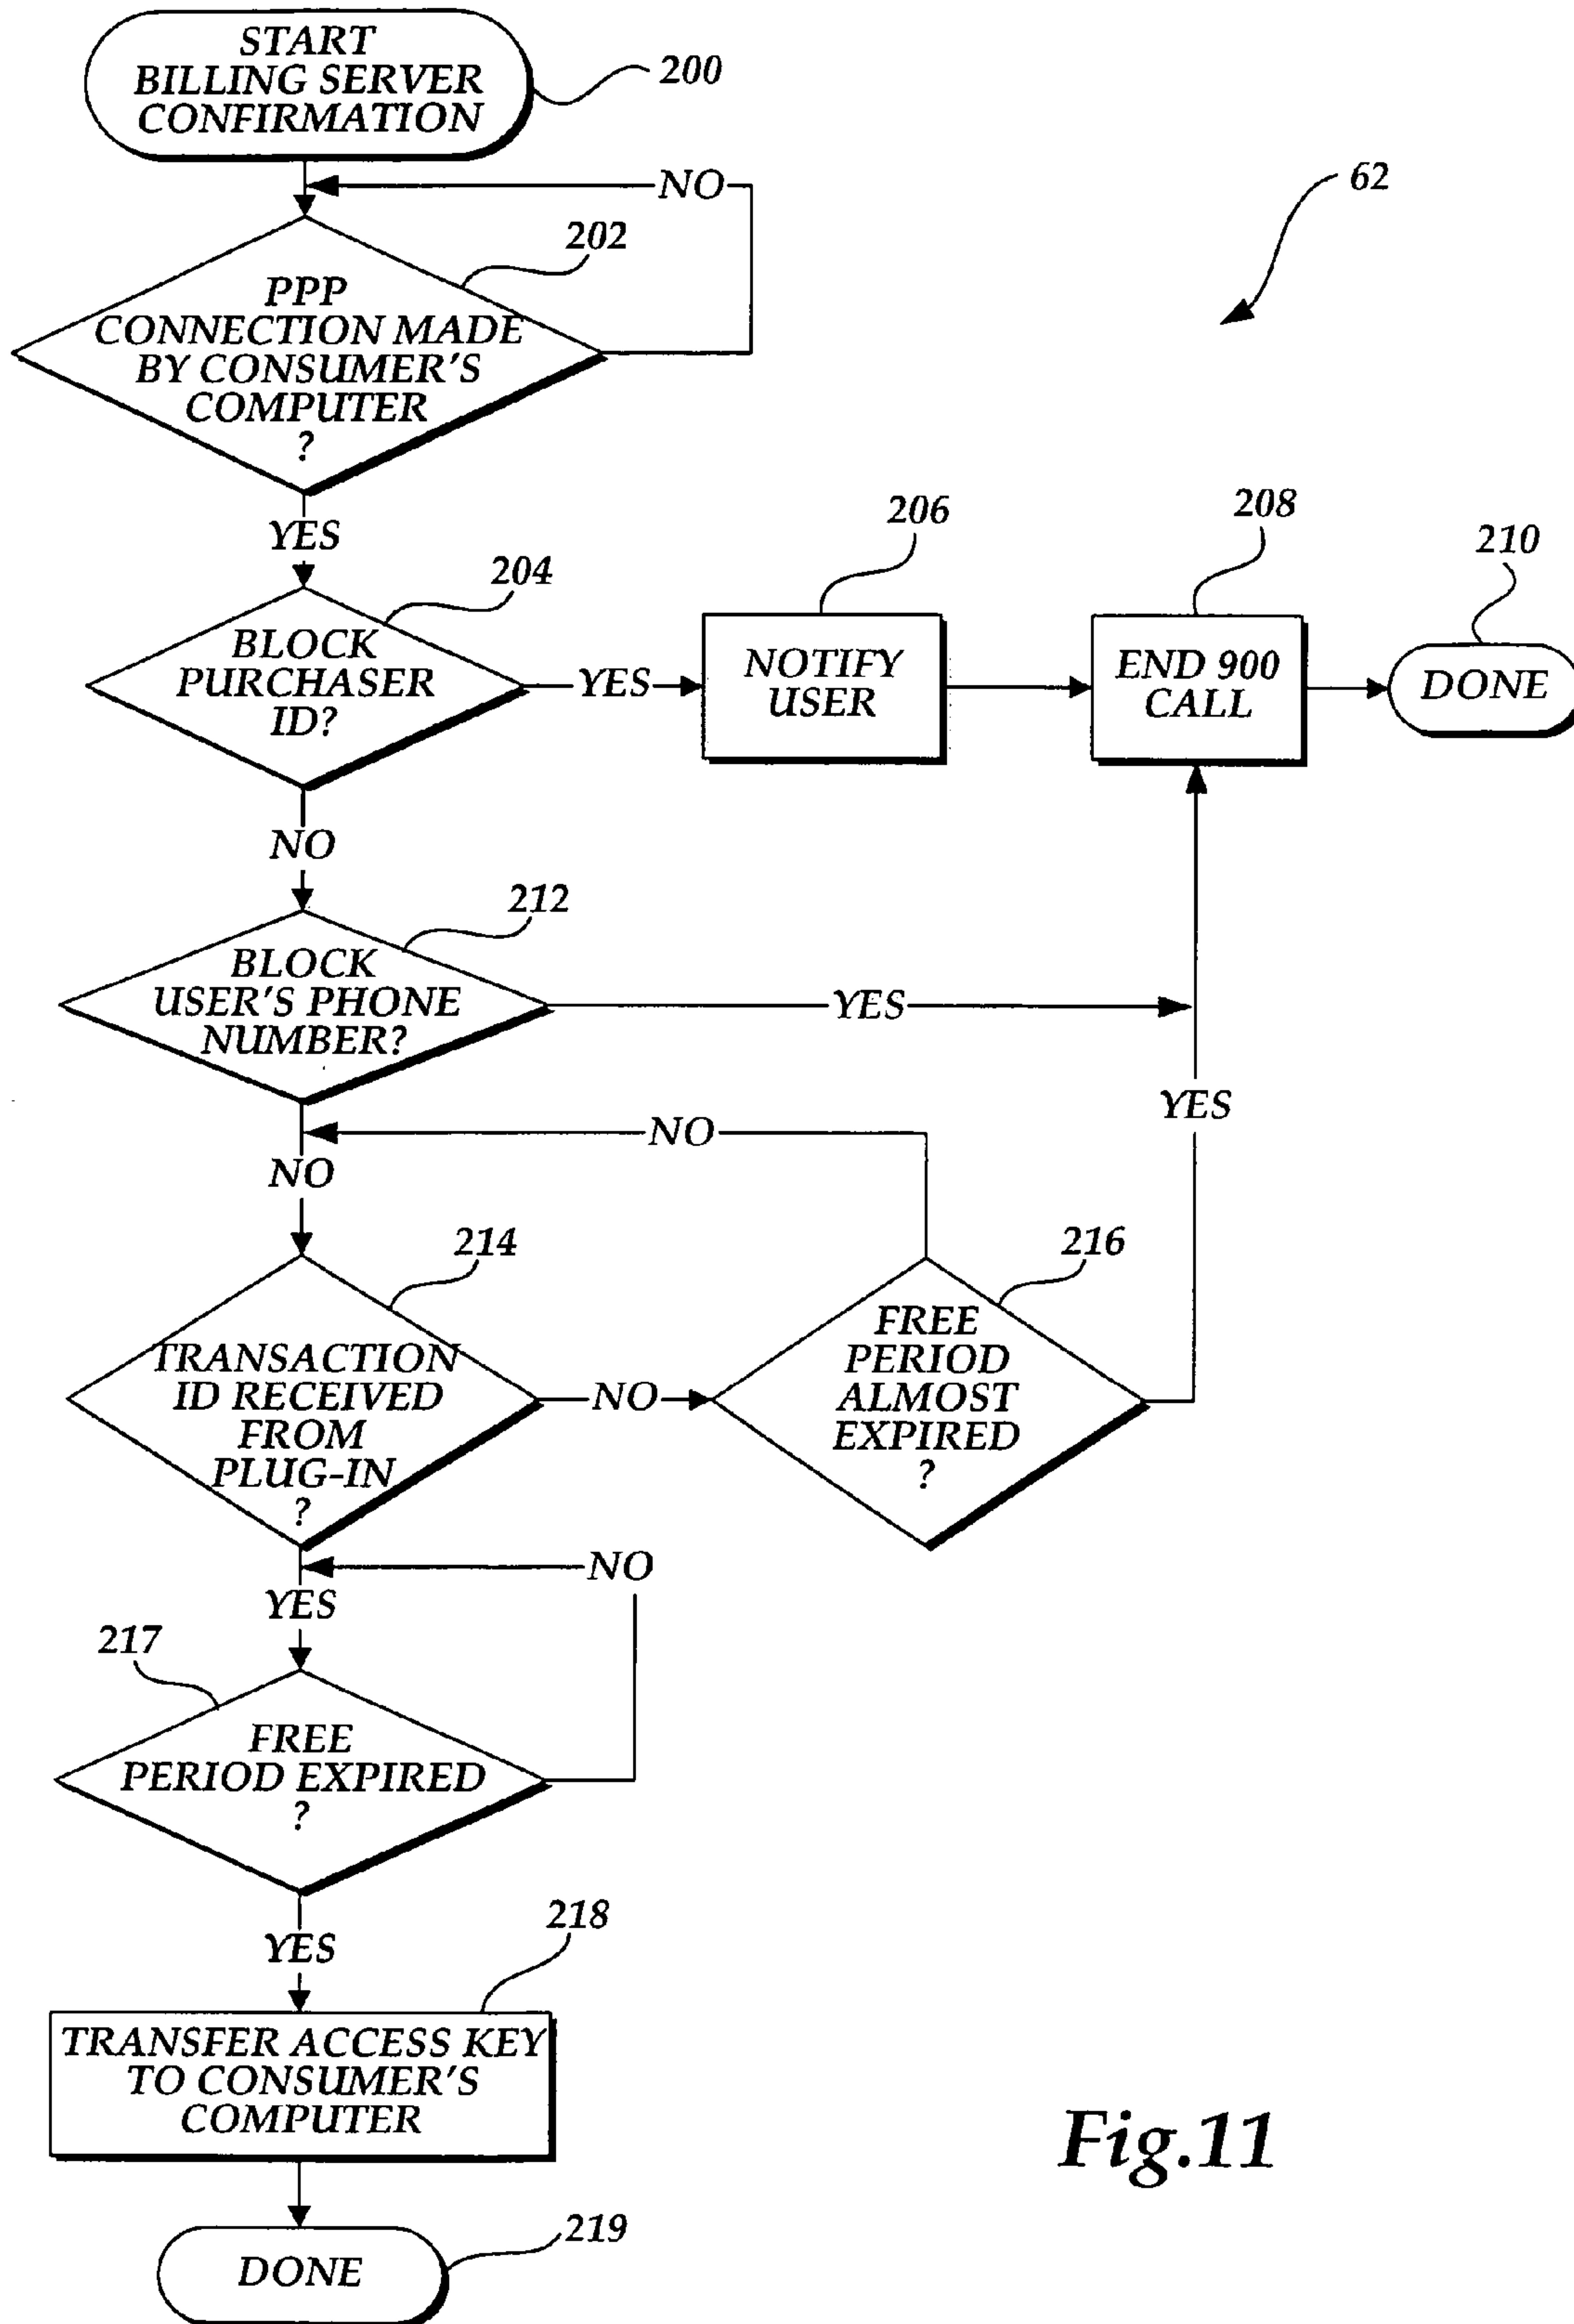 START
BILLING SERVER
CONFIRMATION
200
NO
62
202
PPP
CONNECTION MADE
BY CONSUMER'S
COMPUTER
?
YES
206
208
210
204
BLOCK
PURCHASER
ID?
YES
NOTIFY
USER
END 900
CALL
DONE
NO
212
BLOCK
USER'S PHONE
NUMBER?
YES
YES
NO
NO
214
216
TRANSACTION
ID RECEIVED
FROM
PLUG-IN
?
NO
FREE
PERIOD
ALMOST
EXPIRED
?
NO
YES
217
FREE
PERIOD EXPIRED
?
YES
218
TRANSFER ACCESS KEY
TO CONSUMER'S
COMPUTER
Fig.11
219
DONE